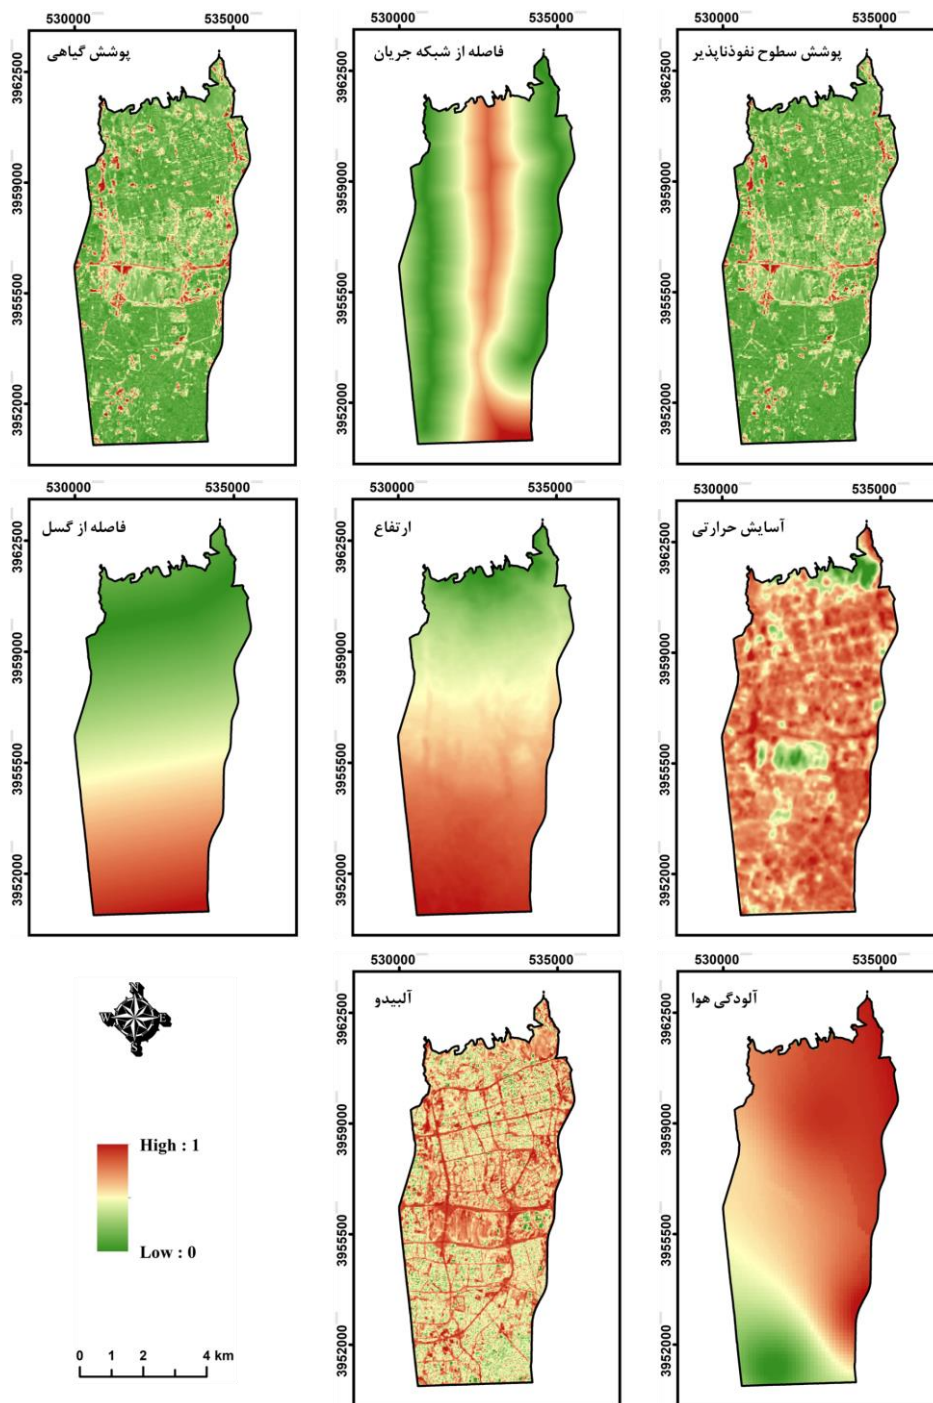 530000 535000
530000 535000
530000 535000
پوشش گیاهی
فاصله از شبکه جریان
پوشش سطوح نفوذناپذیر
3962500 3962500 3962500
3959000 3959000 3959000
3955500 3955500 3955500
3952000 3952000 3952000
530000 535000
530000 535000
530000 535000
فاصله از گسل
ارتفاع
آسایش حرارتی
3962500 3962500 3962500
3959000 3959000 3959000
3955500 3955500 3955500
3952000 3952000 3952000
530000 535000
530000 535000
آلبیدو
آلودگی هوا
3962500 3962500
3959000 3959000
3955500 3955500
3952000 3952000
N
W E
S
High : 1
Low : 0
0 1 2 4 km